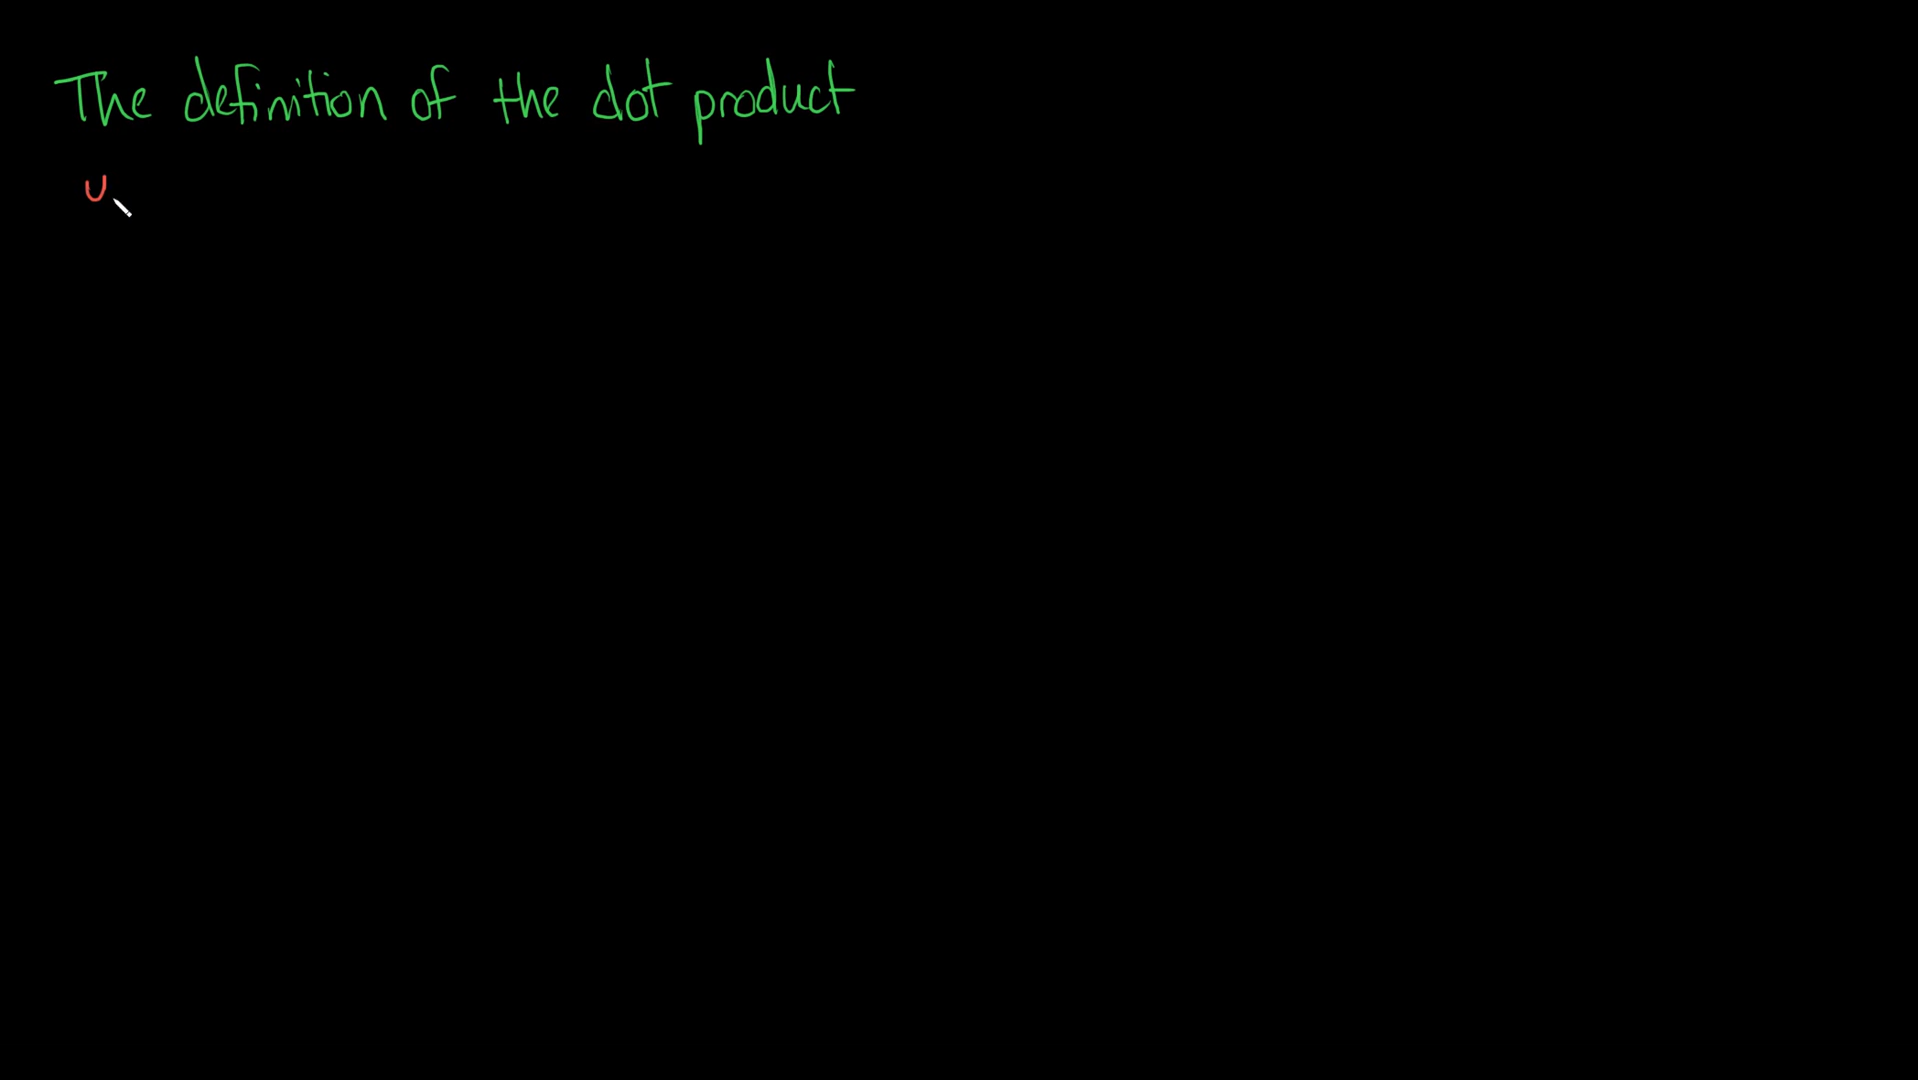 The definition of the dot product
u